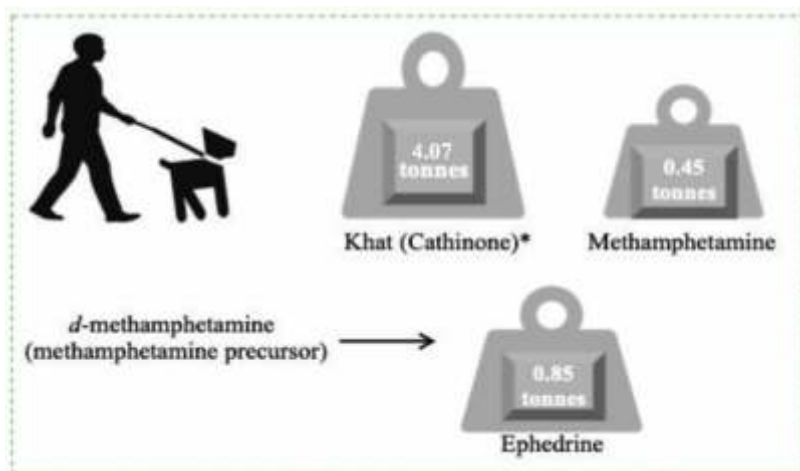 4.07
tonnes
0.45
tonnes
Khat (Cathinone)*
Methamphetamine
d-methamphetamine
(methamphetamine precursor)
0.85
tonnes
Ephedrine